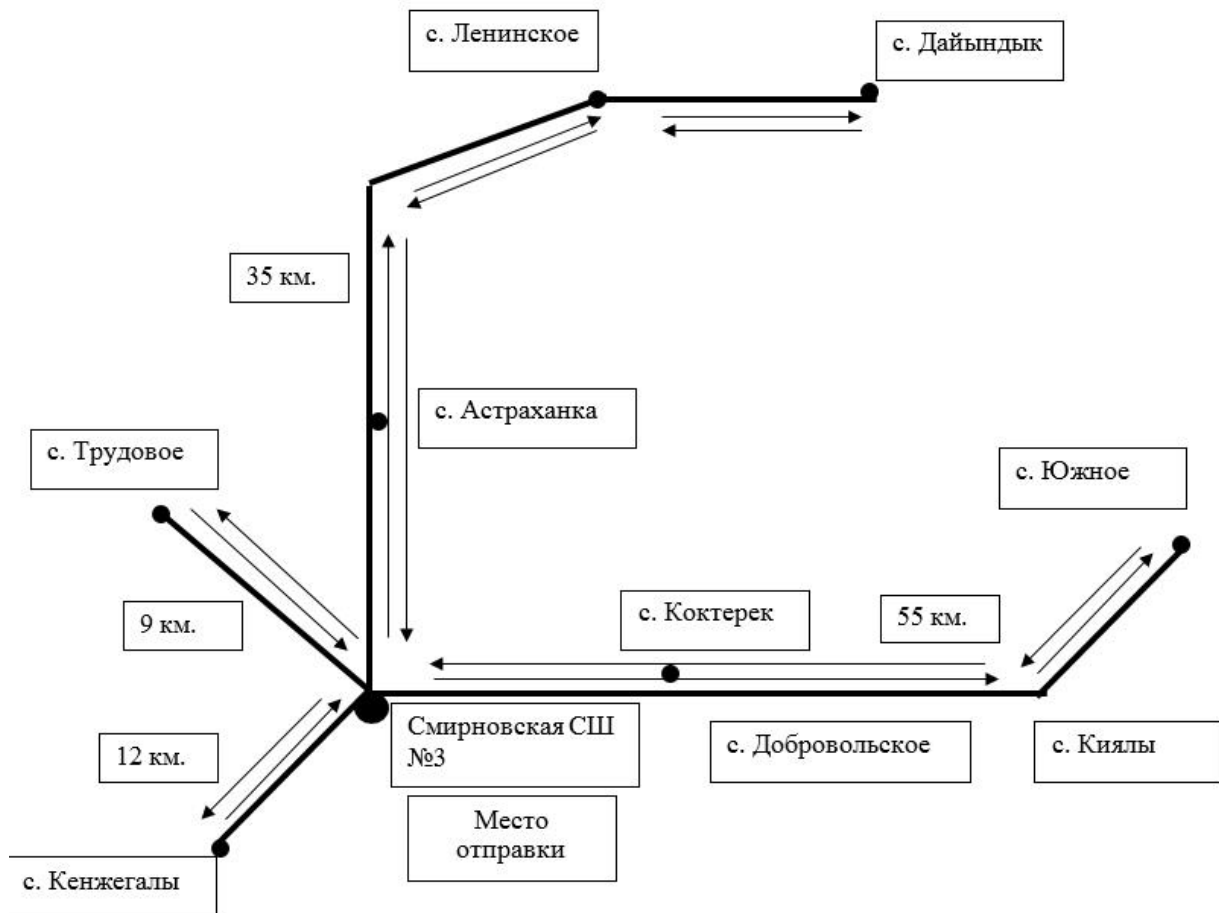 с. Ленинское
с. Дайындык
35 км.
с. Астраханка
с. Трудовое
с. Южное
9 км.
с. Коктерек
55 км.
12 км.
Смирновская СШ
№3
с. Добровольское
с. Киялы
Место
отправки
с. Кенжегалы